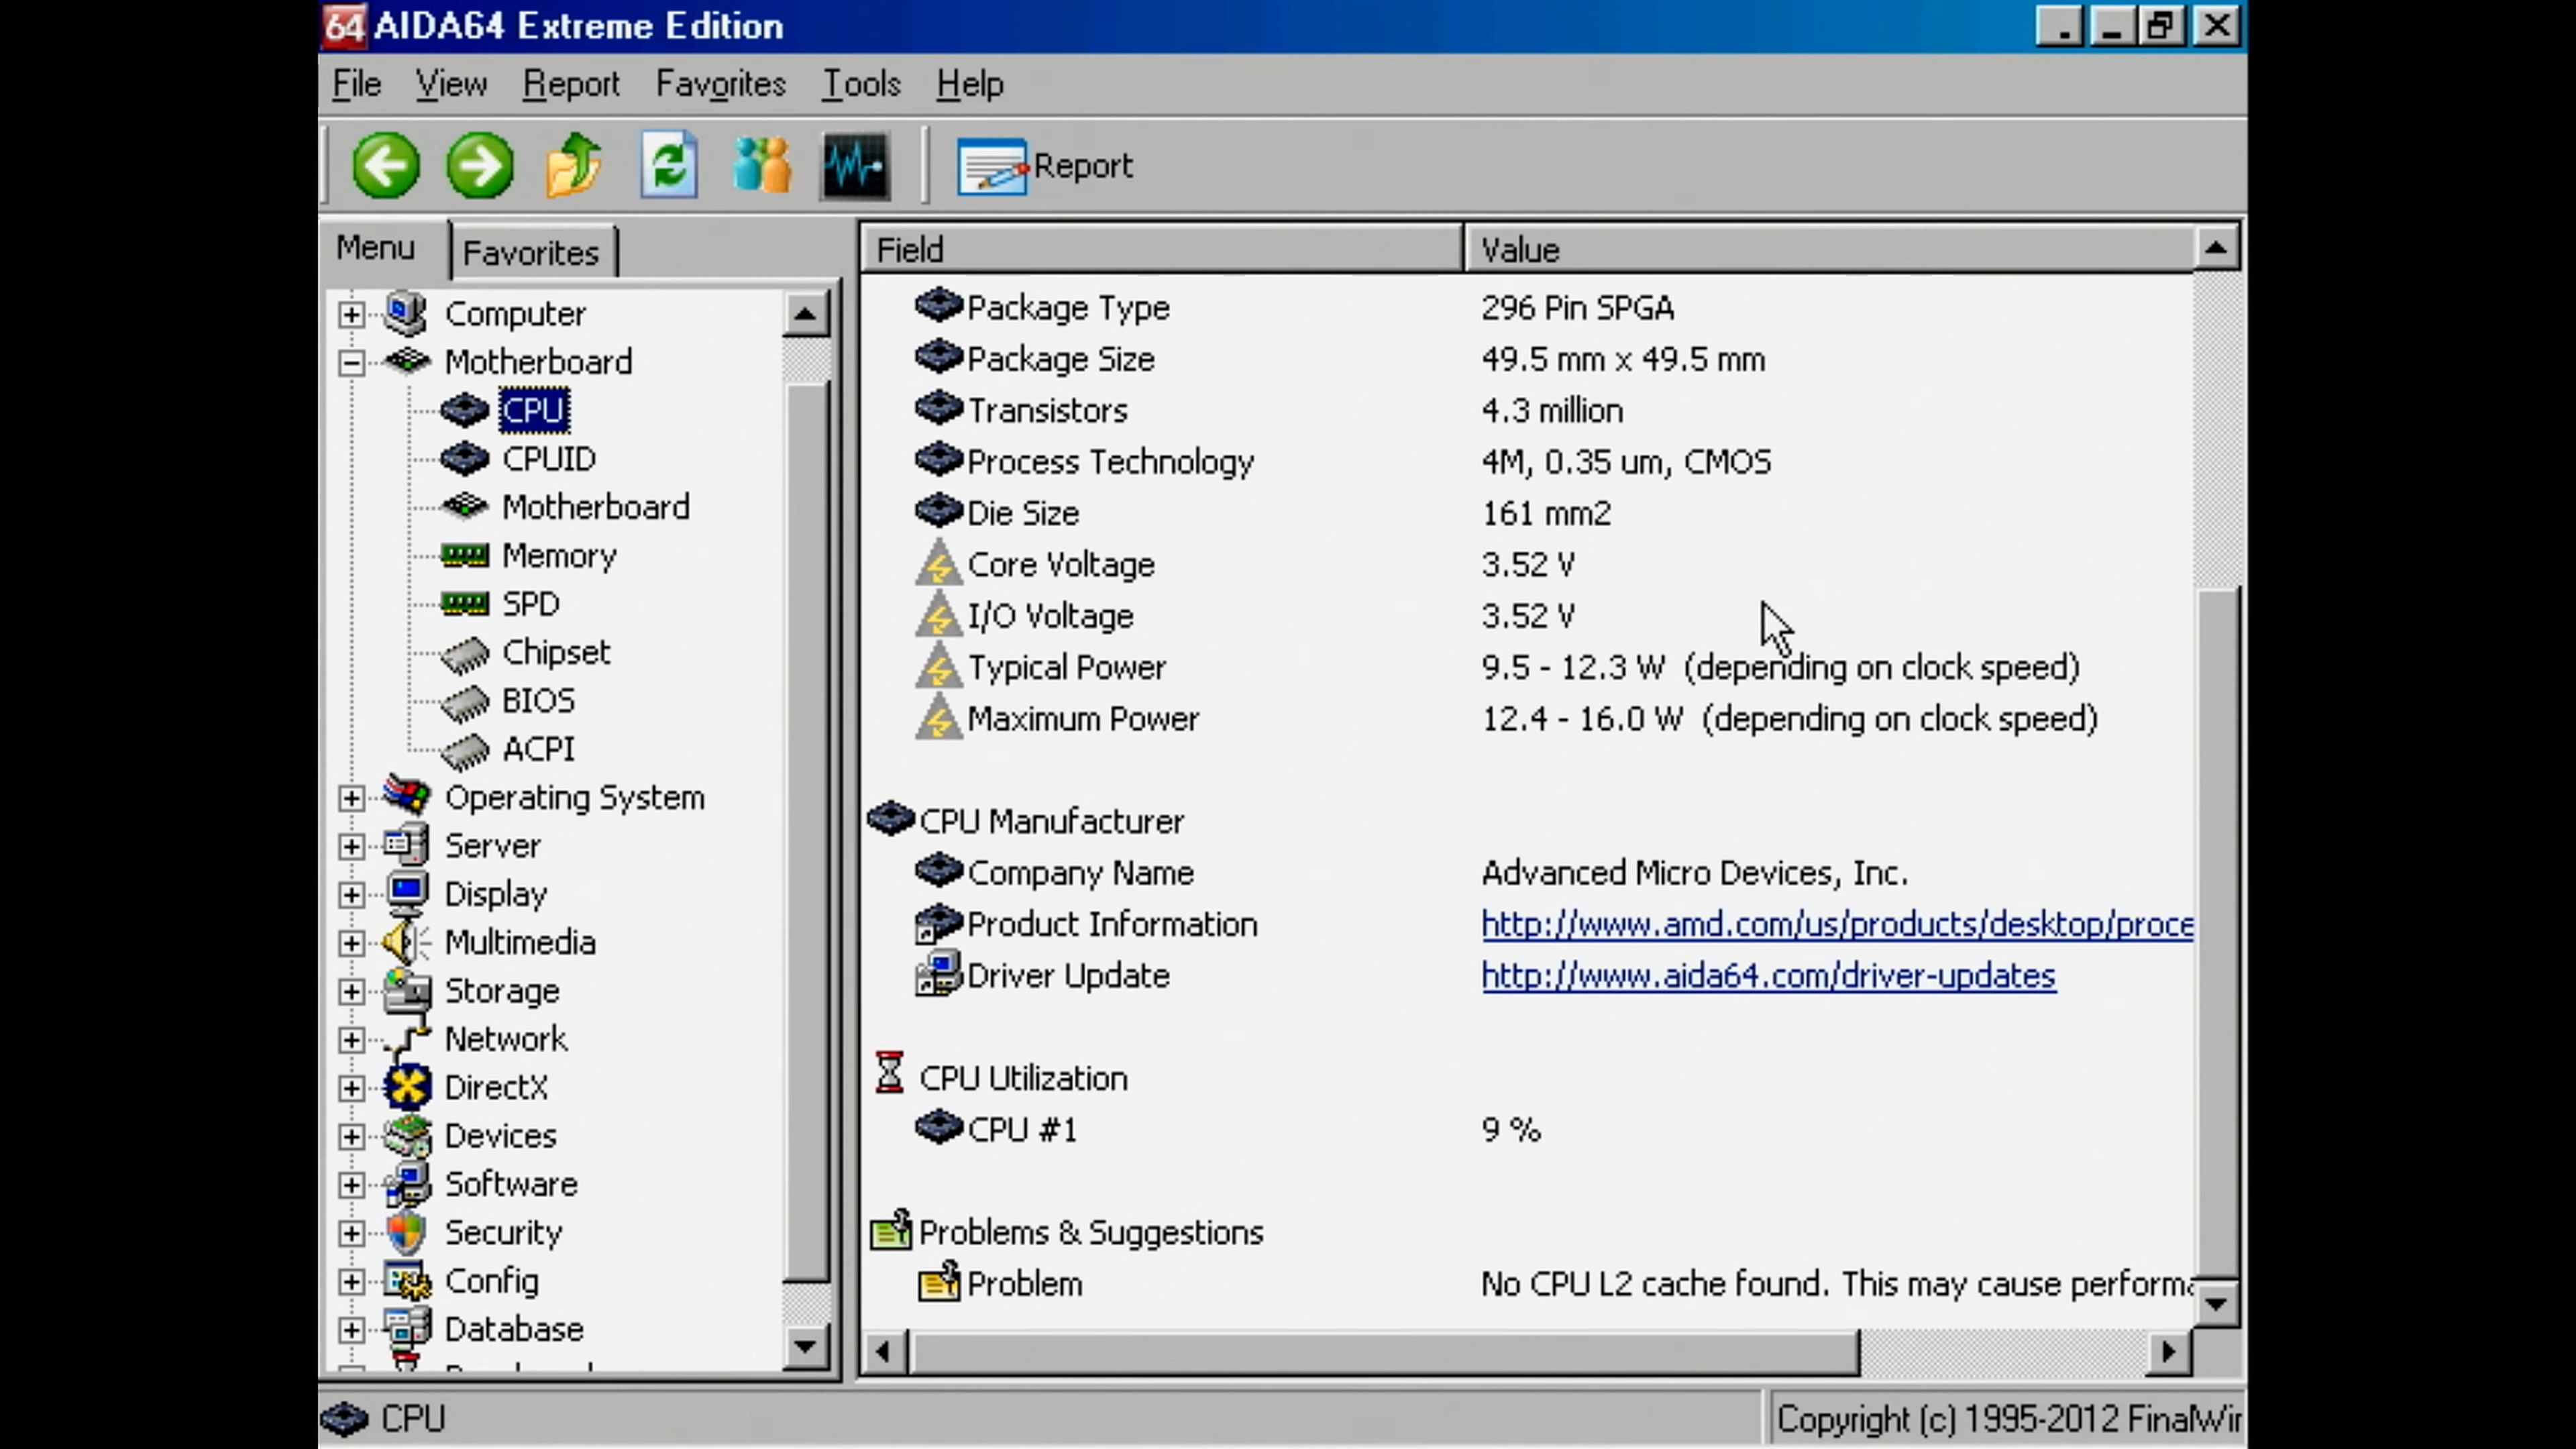 64 AIDA64 Extreme Edition
File View Report Favorites Tools Help
Report
Menu Favorites
Computer
Motherboard
CPU
CPUID
Motherboard
Memory
SPD
Chipset
BIOS
ACPI
Operating System
Server
Display
Multimedia
Storage
Network
DirectX
Devices
Software
Security
Config
Database
Field Value
Package Type 296 Pin SPGA
Package Size 49.5 mm x 49.5 mm
Transistors 4.3 million
Process Technology 4M, 0.35 um, CMOS
Die Size 161 mm2
Core Voltage 3.52 V
I/O Voltage 3.52 V
Typical Power 9.5 - 12.3 W (depending on clock speed)
Maximum Power 12.4 - 16.0 W (depending on clock speed)
CPU Manufacturer
Company Name Advanced Micro Devices, Inc.
Product Information http://www.amd.com/us/products/desktop/proce
Driver Update http://www.aida64.com/driver-updates
CPU Utilization
CPU #1 9 %
Problems & Suggestions
Problem No CPU L2 cache found. This may cause performa
CPU
Copyright (c) 1995-2012 FinalWir